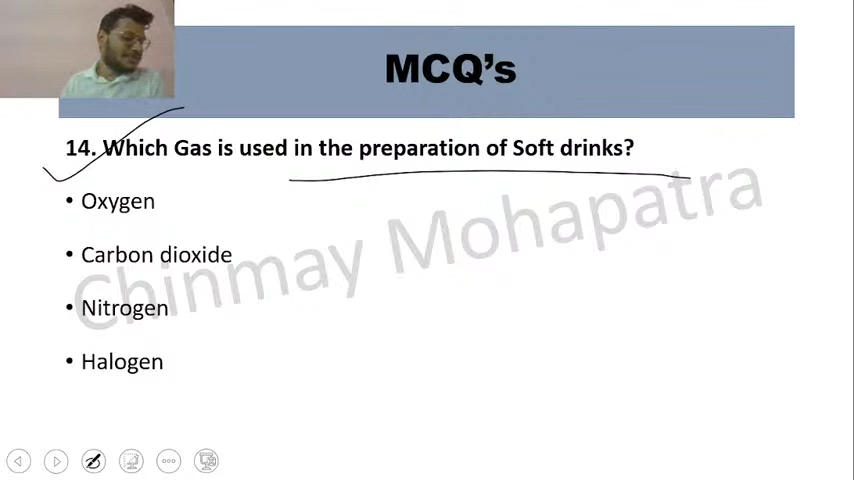 MCQ's
14. Which Gas is used in the preparation of Soft drinks?
• Oxygen
• Carbon dioxide
• Nitrogen
• Halogen
Chinmay Mohapatra